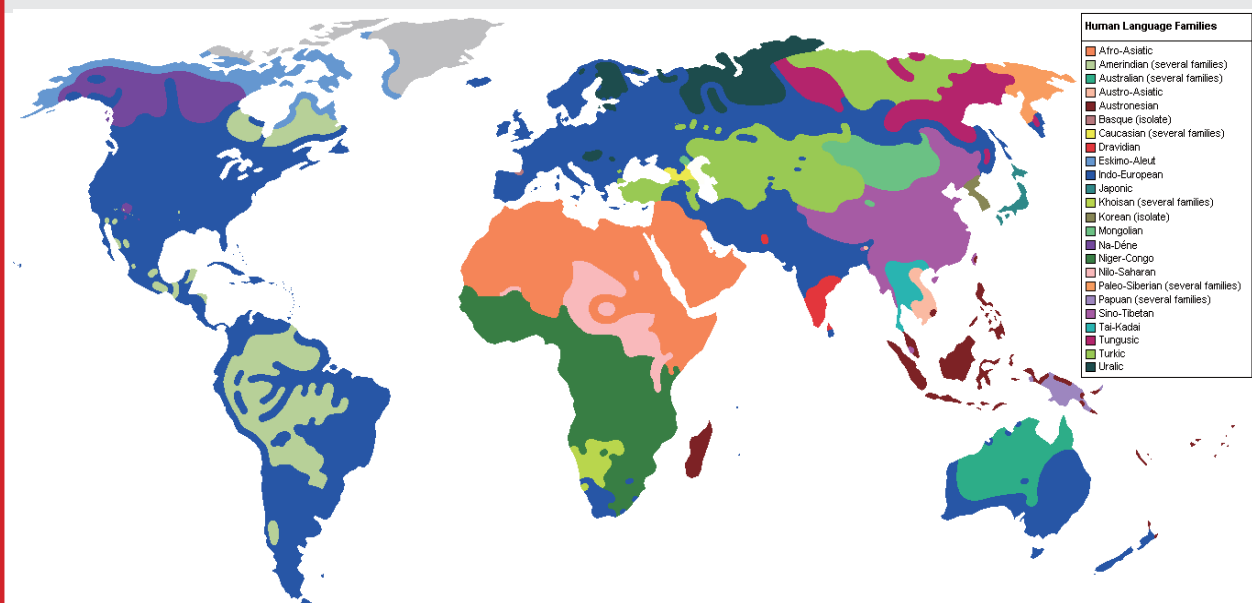 Human Language Families
Afro-Asiatic
Amerindian (several families)
Australian (several families)
Austro-Asiatic
Austronesian
Basque (isolate)
Caucasian (several families)
Dravidian
Eskimo-Aleut
Indo-European
Japonic
Khoisan (several families)
Korean (isolate)
Mongolian
Na-Déne
Niger-Congo
Nilo-Saharan
Paleo-Siberian (several families)
Papuan (several families)
Sino-Tibetan
Tai-Kadai
Tungusic
Turkic
Uralic